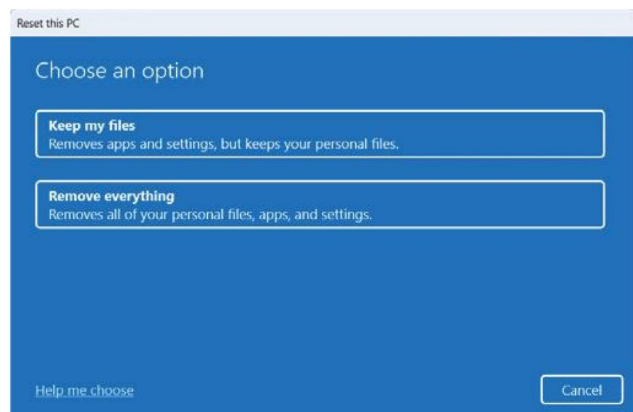 Reset this PC
Choose an option
Keep my files
Removes apps and settings, but keeps your personal files.
Remove everything
Removes all of your personal files, apps, and settings.
Help me choose
Cancel